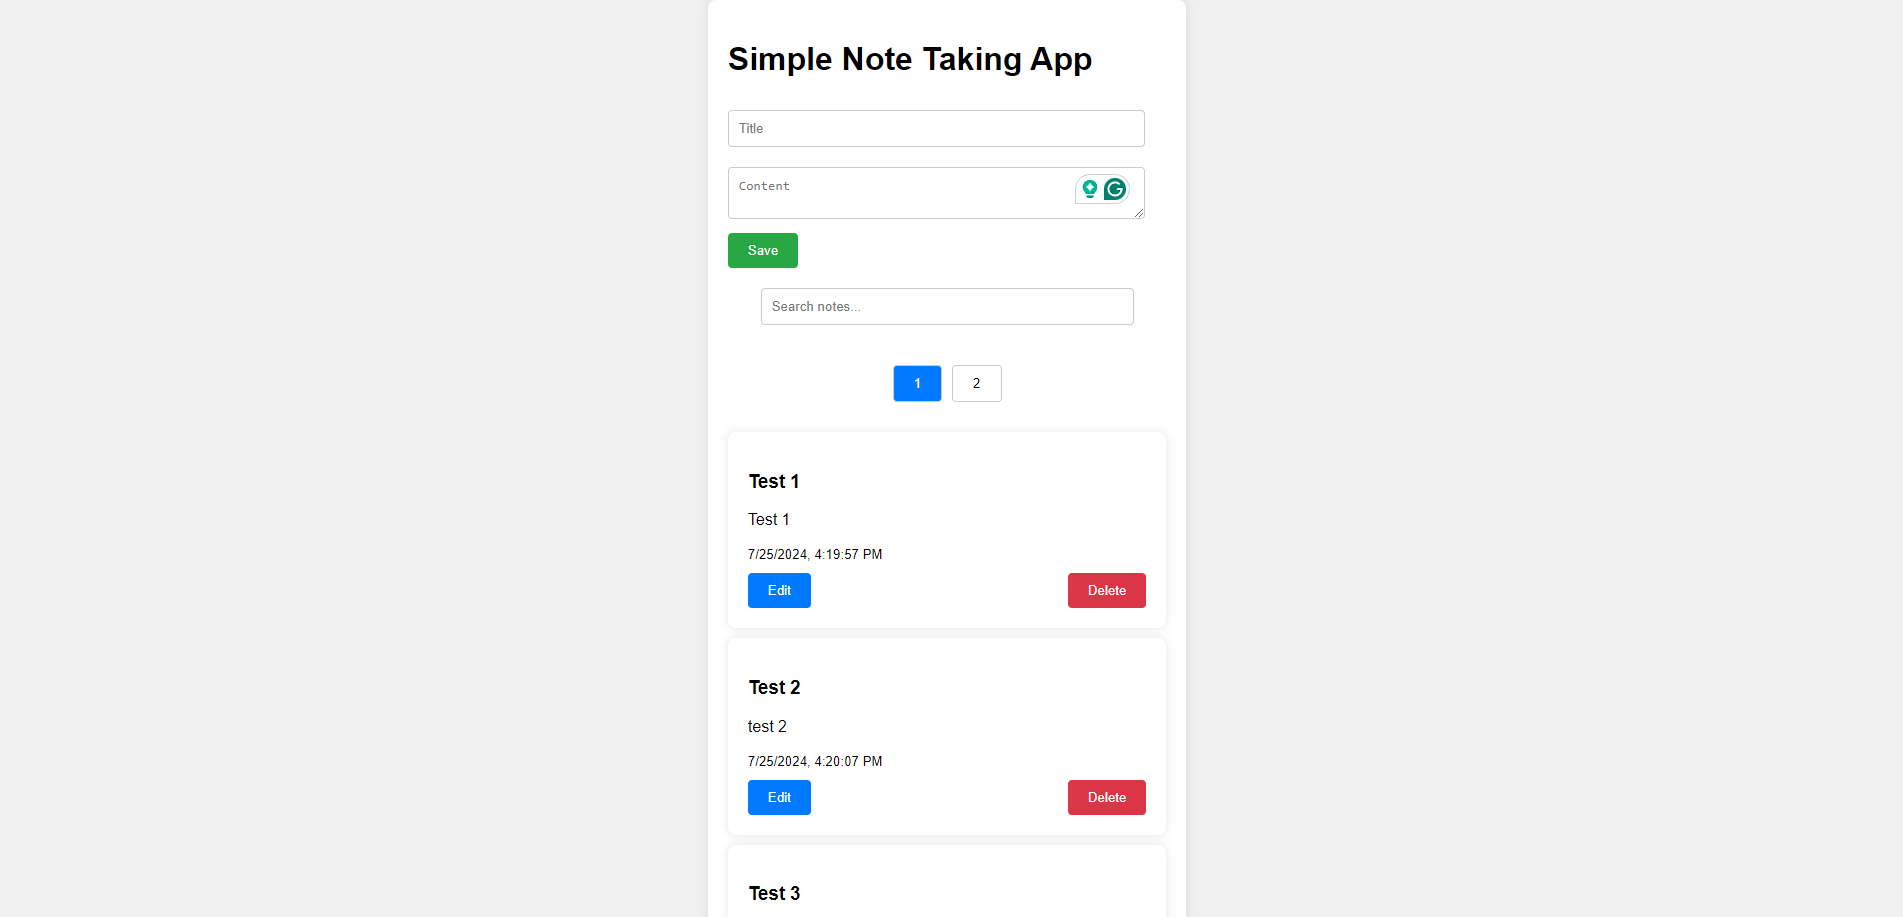 Simple Note Taking App
Title
Content
Save
Search notes...
1 2
Test 1
Test 1
7/25/2024, 4:19:57 PM
Edit Delete
Test 2
test 2
7/25/2024, 4:20:07 PM
Edit Delete
Test 3